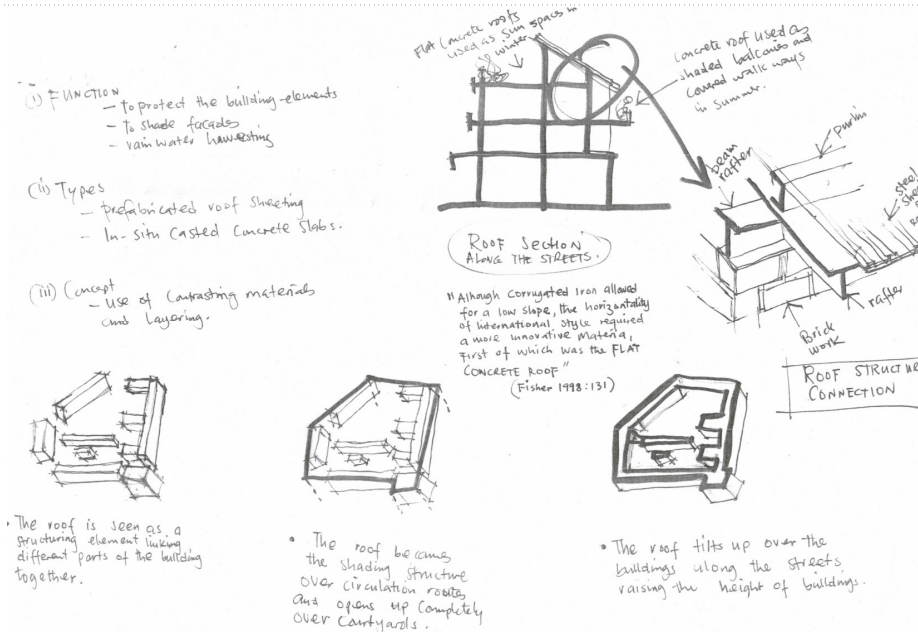 (i) FUNCTION
- to protect the building elements
- to shade facades
- rain water harvesting
(ii) Types
- prefabricated roof sheeting
- In-situ Casted Concrete Slabs.
(iii) Concept
- Use of Contrasting materials
and Layering.
FLAT Concrete roofs
used as sun spaces in
winter
Concrete roof used as
shaded balconies and
covered walk ways
in summer.
ROOF SECTION
ALONG THE STREETS.
"Alhough corrugated Iron allowed
for a low slope, the horizontality
of International Style required
a more innovative Materia,
First of which was the FLAT
CONCRETE ROOF"
(Fisher 1998:131)
beam
rafter
purlin
steel
rafter
Brick
work
ROOF STRUCTUR
CONNECTION
• The roof is seen as a
structuring element linking
different parts of the building
together.
• The roof becomes
the shading structure
over circulation routes
and opens up completely
over Courtyards.
• The roof tilts up over the
buildings along the streets
raising the height of buildings.